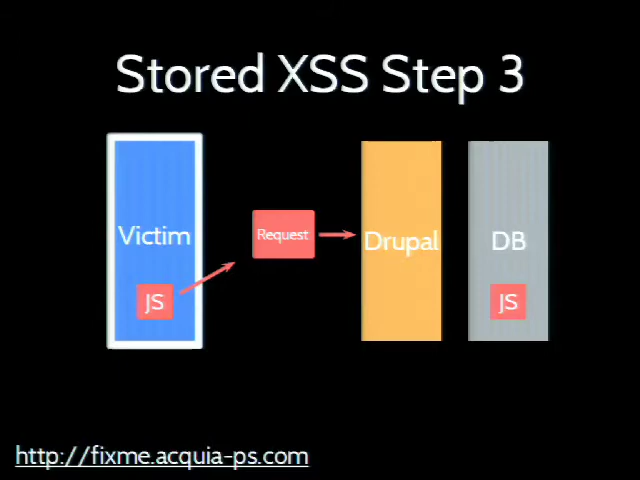 Stored XSS Step 3
Victim
Request
Drupal
DB
JS
JS
http://fixme.acquia-ps.com